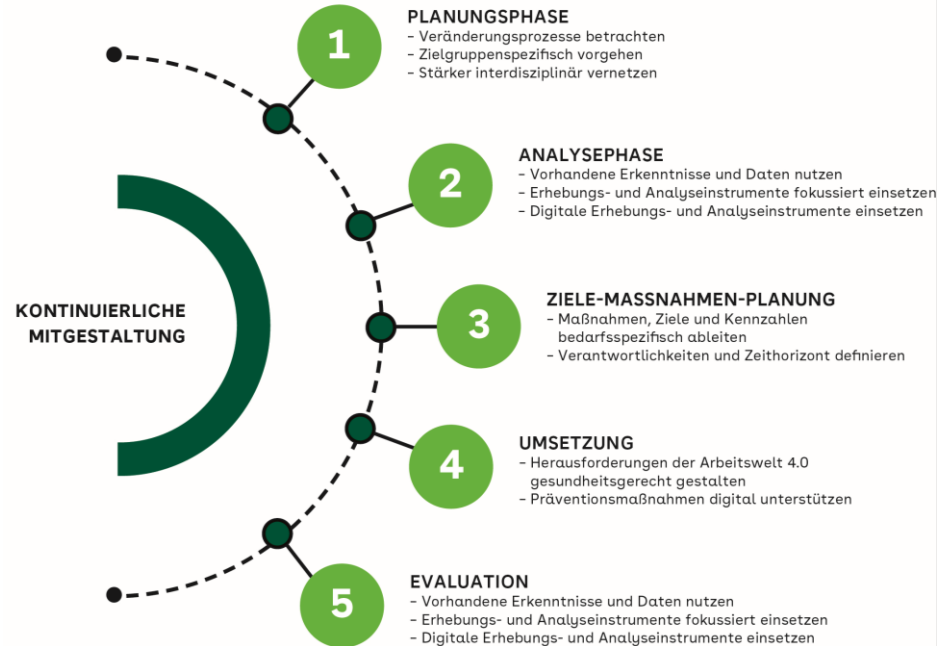 1
PLANUNGSPHASE
– Veränderungsprozesse betrachten
– Zielgruppenspezifisch vorgehen
– Stärker interdisziplinär vernetzen
2
ANALYSEPHASE
– Vorhandene Erkenntnisse und Daten nutzen
– Erhebungs- und Analyseinstrumente fokussiert einsetzen
– Digitale Erhebungs- und Analyseinstrumente einsetzen
KONTINUIERLICHE
MITGESTALTUNG
3
ZIELE-MASSNAHMEN-PLANUNG
– Maßnahmen, Ziele und Kennzahlen
bedarfsspezifisch ableiten
– Verantwortlichkeiten und Zeithorizont definieren
4
UMSETZUNG
– Herausforderungen der Arbeitswelt 4.0
gesundheitsgerecht gestalten
– Präventionsmaßnahmen digital unterstützen
5
EVALUATION
– Vorhandene Erkenntnisse und Daten nutzen
– Erhebungs- und Analyseinstrumente fokussiert einsetzen
– Digitale Erhebungs- und Analyseinstrumente einsetzen